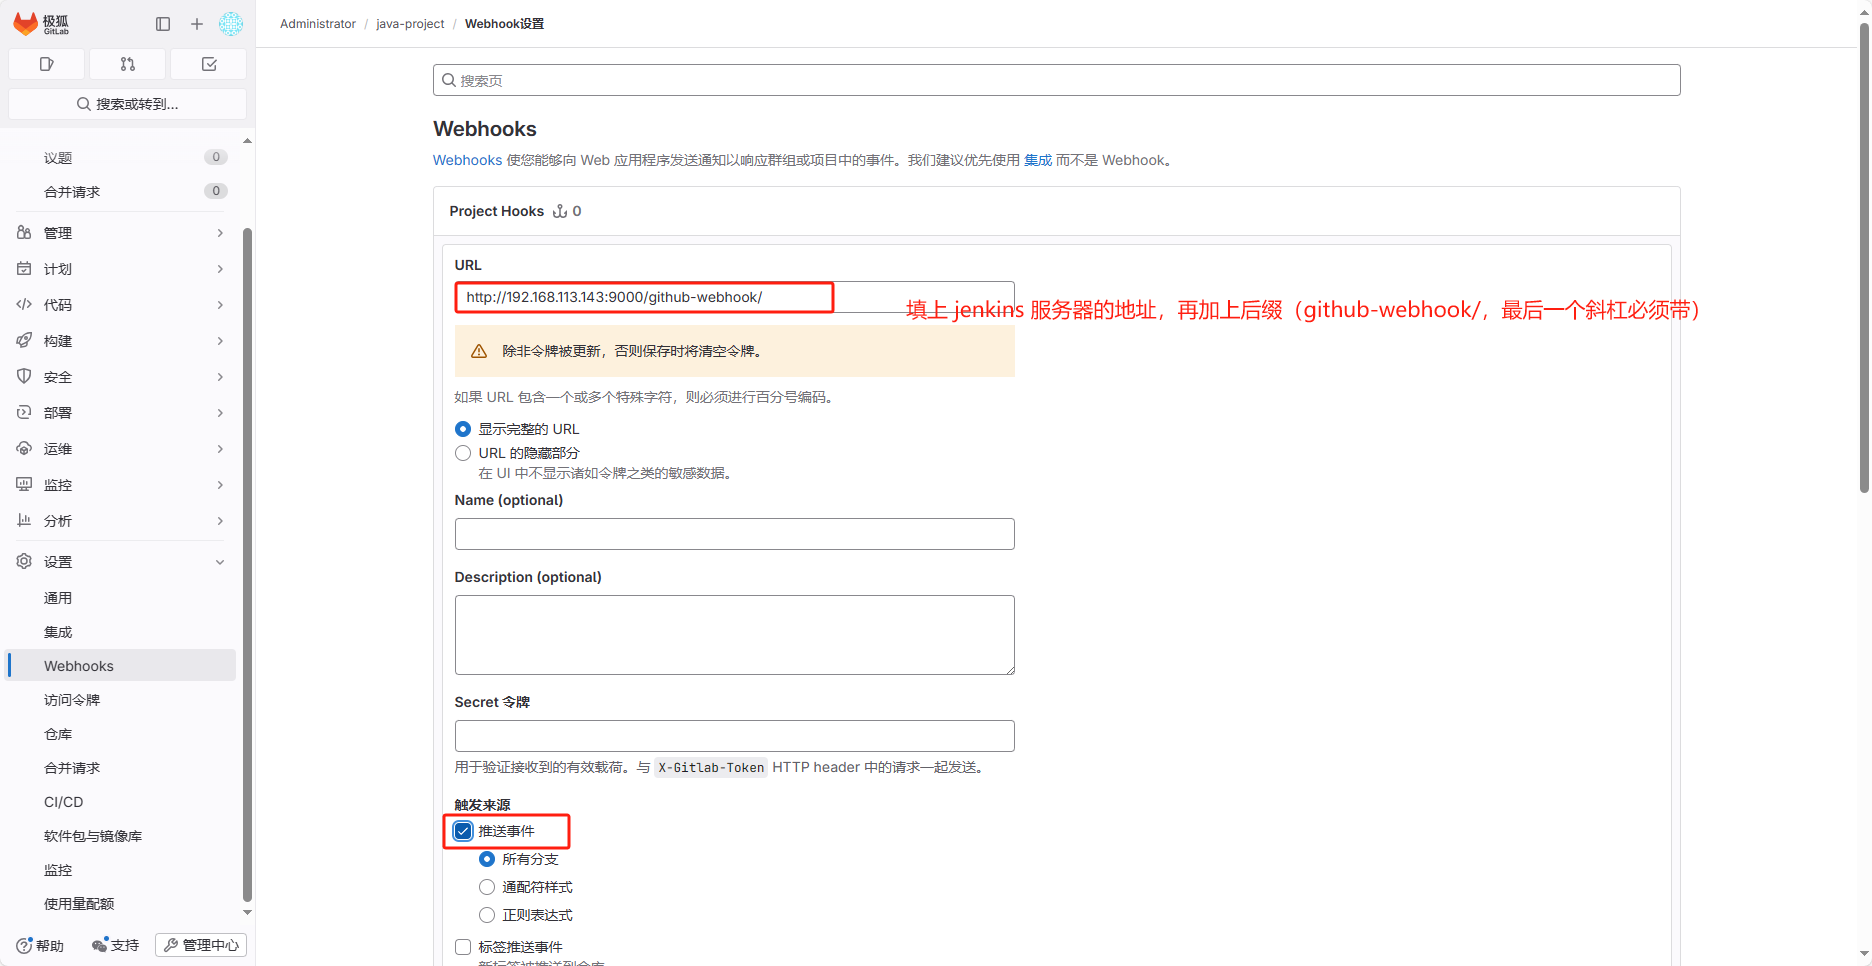 极狐
GitLab
搜索或转到...
议题 0
合并请求 0
管理
计划
代码
构建
安全
部署
运维
监控
分析
设置
通用
集成
Webhooks
访问令牌
仓库
合并请求
CI/CD
软件包与镜像库
监控
使用量配额
帮助 支持 管理中心
Administrator / java-project / Webhook设置
搜索页
Webhooks
Webhooks 使您能够向 Web 应用程序发送通知以响应群组或项目中的事件。我们建议优先使用 集成 而不是 Webhook。
Project Hooks 0
URL
http://192.168.113.143:9000/github-webhook/
填上 jenkins 服务器的地址，再加上后缀（github-webhook/，最后一个斜杠必须带）
除非令牌被更新，否则保存时将清空令牌。
如果 URL 包含一个或多个特殊字符，则必须进行百分号编码。
显示完整的 URL
URL 的隐藏部分
在 UI 中不显示诸如令牌之类的敏感数据。
Name (optional)
Description (optional)
Secret 令牌
用于验证接收到的有效载荷。与 X-Gitlab-Token HTTP header 中的请求一起发送。
触发来源
推送事件
所有分支
通配符样式
正则表达式
标签推送事件
新标签被推送到仓库